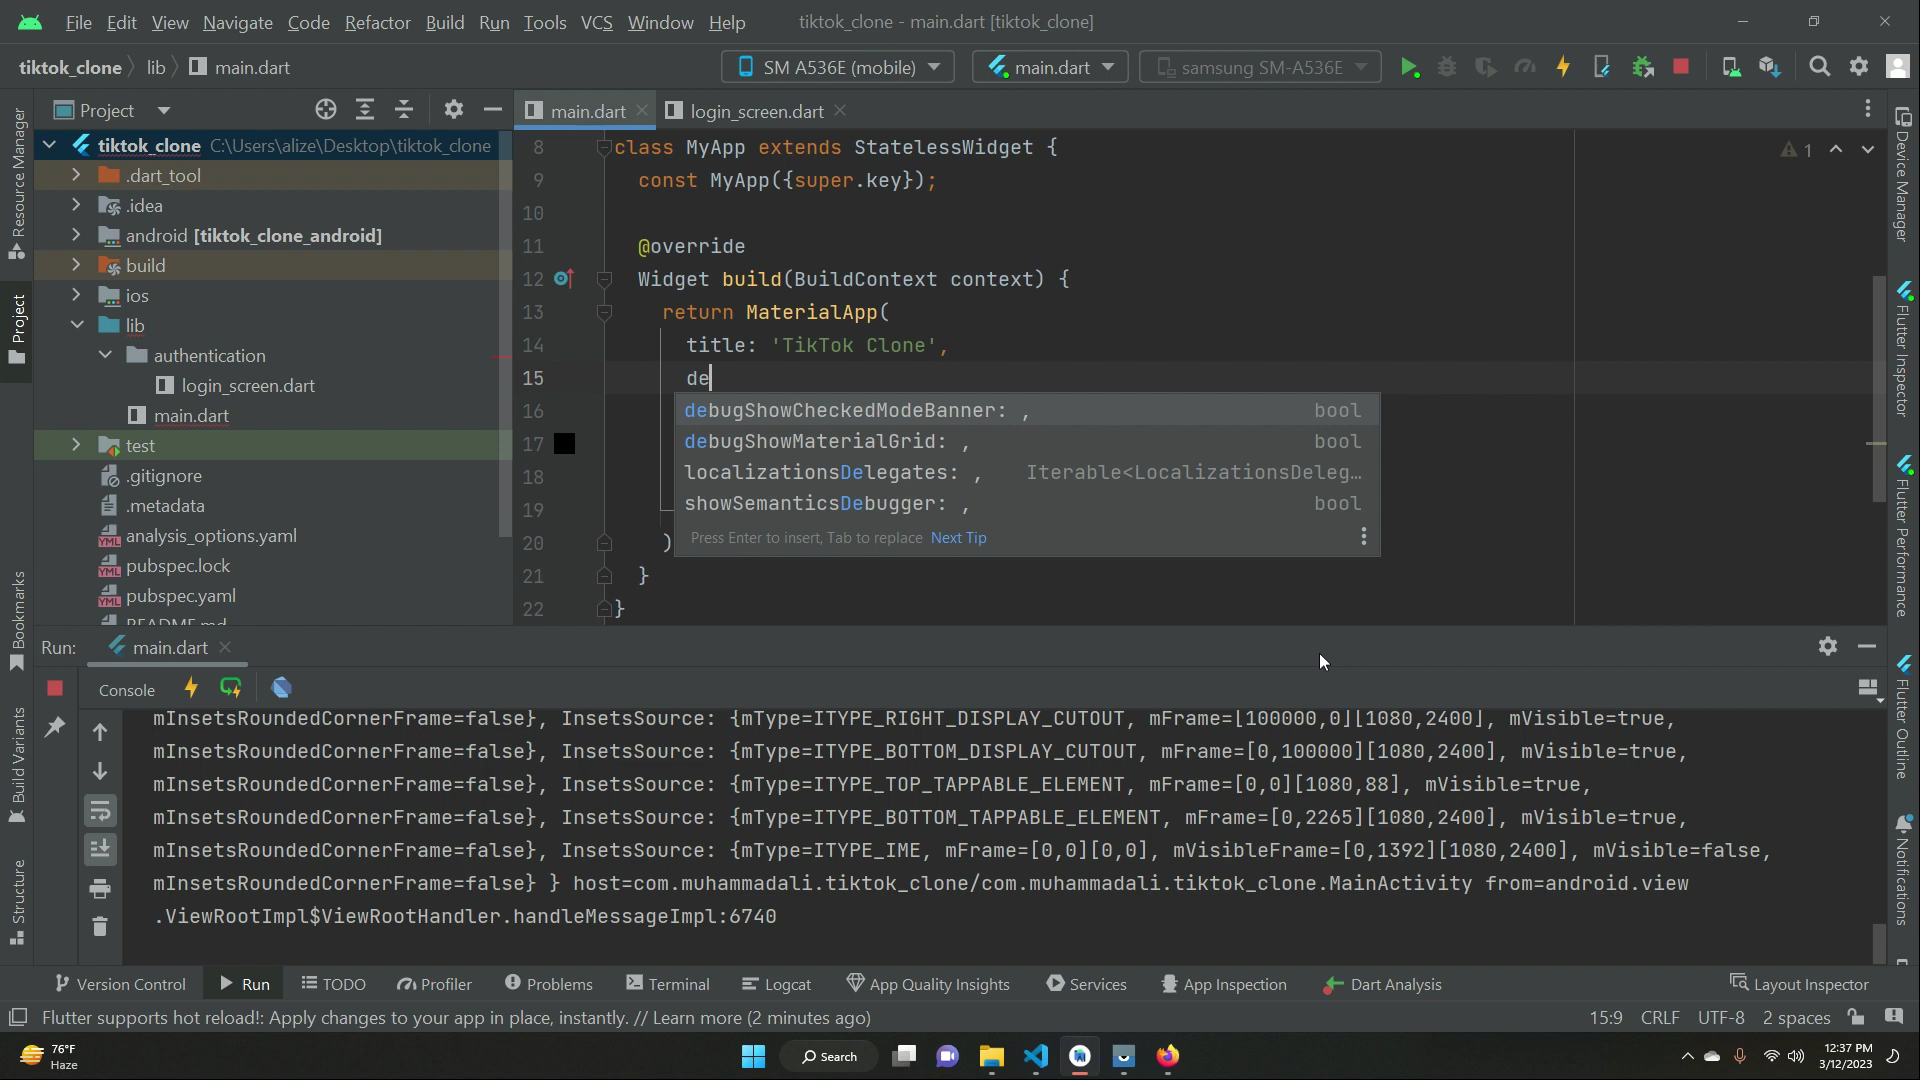 File Edit View Navigate Code Refactor Build Run Tools VCS Window Help tiktok_clone - main.dart [tiktok_clone]
tiktok_clone lib main.dart SM A536E (mobile) main.dart samsung SM-A536E
Project main.dart login_screen.dart
Resource Manager
Project
Bookmarks
Build Variants
Structure
tiktok_clone C:\Users\alize\Desktop\tiktok_clone
.dart_tool
.idea
android [tiktok_clone_android]
build
ios
lib
authentication
login_screen.dart
main.dart
test
.gitignore
.metadata
analysis_options.yaml
pubspec.lock
pubspec.yaml
README.md
8 class MyApp extends StatelessWidget { 1
9 const MyApp({super.key});
10
11 @override
12 Widget build(BuildContext context) {
13 return MaterialApp(
14 title: 'TikTok Clone',
15 de
16 debugShowCheckedModeBanner: , bool
17 debugShowMaterialGrid: , bool
18 localizationsDelegates: , Iterable<LocalizationsDeleg…
19 showSemanticsDebugger: , bool
20 ) Press Enter to insert, Tab to replace Next Tip
21 }
22 }
Device Manager
Flutter Inspector
Flutter Performance
Flutter Outline
Notifications
Run: main.dart
Console
mInsetsRoundedCornerFrame=false}, InsetsSource: {mType=ITYPE_RIGHT_DISPLAY_CUTOUT, mFrame=[100000,0][1080,2400], mVisible=true,
mInsetsRoundedCornerFrame=false}, InsetsSource: {mType=ITYPE_BOTTOM_DISPLAY_CUTOUT, mFrame=[0,100000][1080,2400], mVisible=true,
mInsetsRoundedCornerFrame=false}, InsetsSource: {mType=ITYPE_TOP_TAPPABLE_ELEMENT, mFrame=[0,0][1080,88], mVisible=true,
mInsetsRoundedCornerFrame=false}, InsetsSource: {mType=ITYPE_BOTTOM_TAPPABLE_ELEMENT, mFrame=[0,2265][1080,2400], mVisible=true,
mInsetsRoundedCornerFrame=false}, InsetsSource: {mType=ITYPE_IME, mFrame=[0,0][0,0], mVisibleFrame=[0,1392][1080,2400], mVisible=false,
mInsetsRoundedCornerFrame=false} } host=com.muhammadali.tiktok_clone/com.muhammadali.tiktok_clone.MainActivity from=android.view
.ViewRootImpl$ViewRootHandler.handleMessageImpl:6740
Version Control Run TODO Profiler Problems Terminal Logcat App Quality Insights Services App Inspection Dart Analysis Layout Inspector
Flutter supports hot reload!: Apply changes to your app in place, instantly. // Learn more (2 minutes ago) 15:9 CRLF UTF-8 2 spaces
76°F
Haze
Search
12:37 PM
3/12/2023